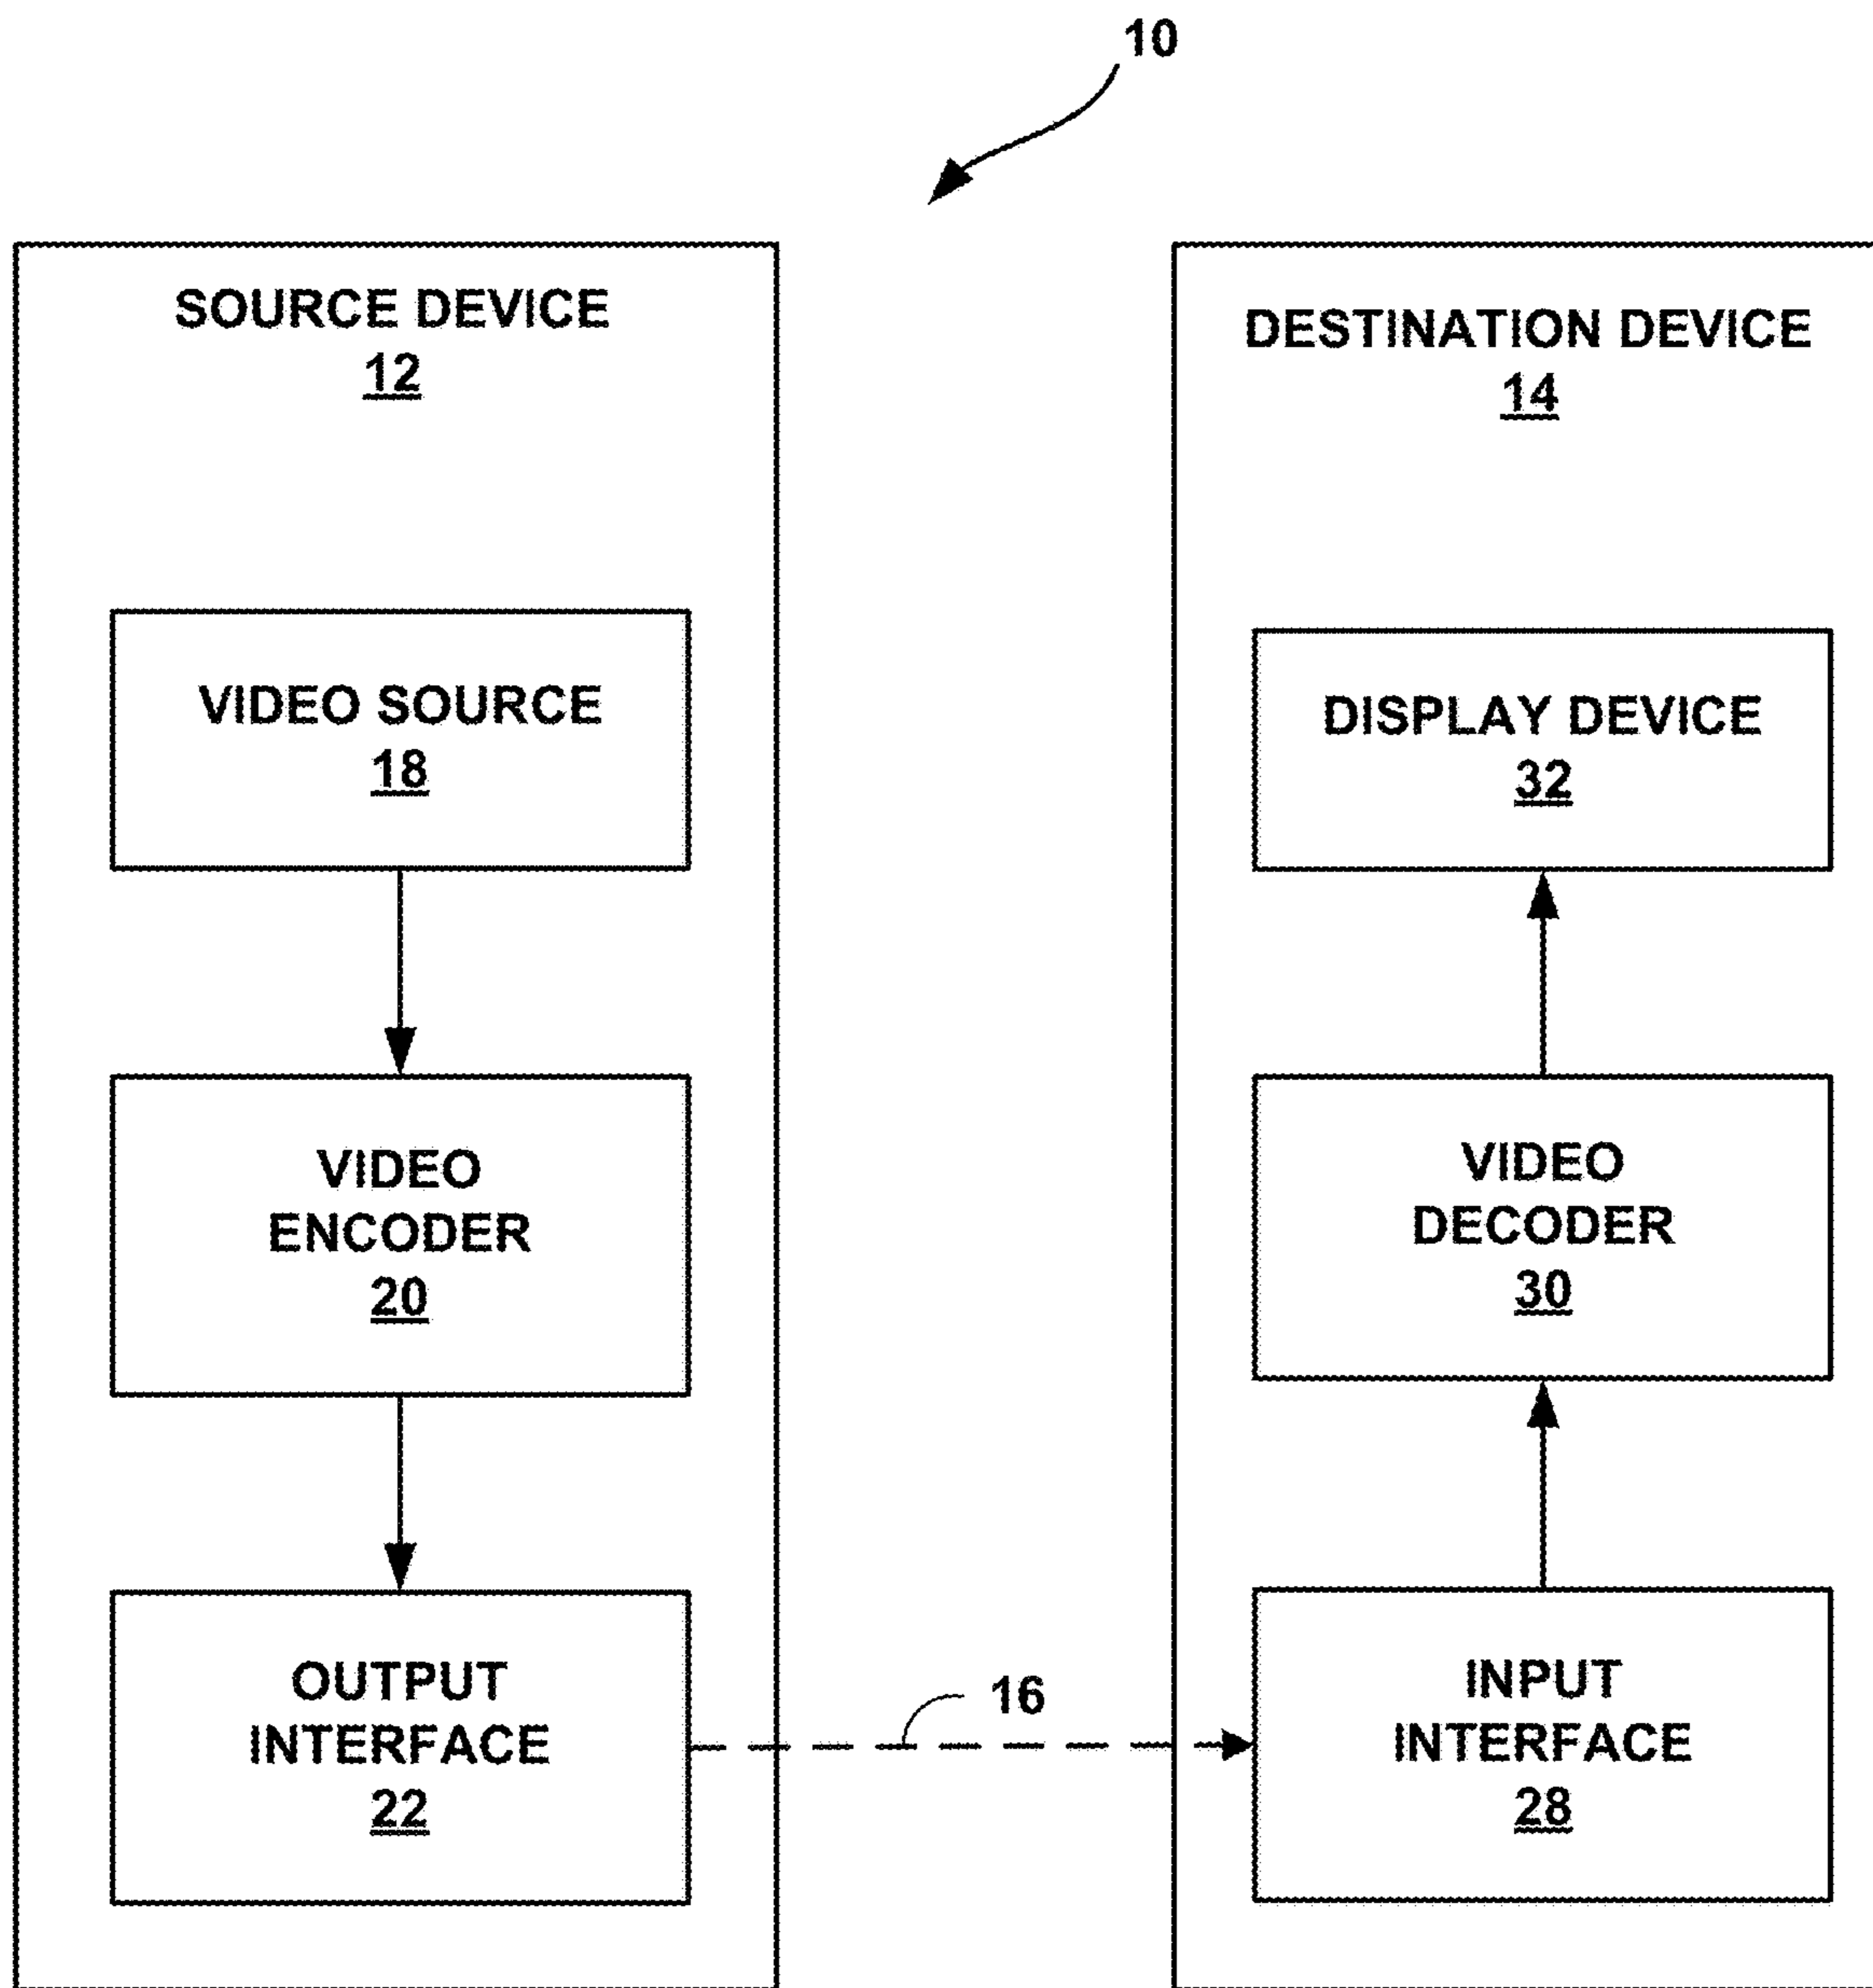 10
SOURCE DEVICE
12
VIDEO SOURCE
18
VIDEO
ENCODER
20
OUTPUT
INTERFACE
22
16
DESTINATION DEVICE
14
DISPLAY DEVICE
32
VIDEO
DECODER
30
INPUT
INTERFACE
28